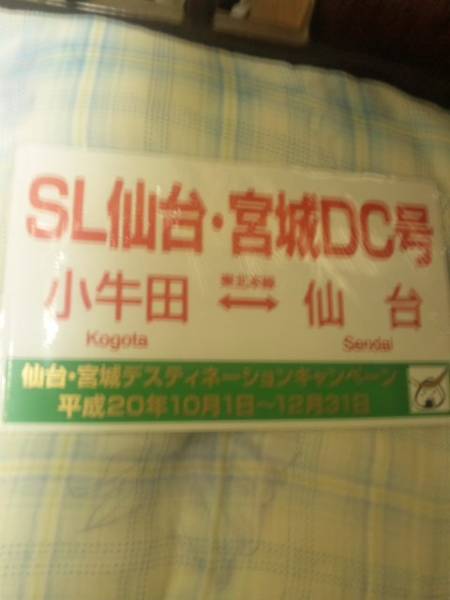 SL仙台・宮城DC号
小牛田 東北本線 ↔ 仙台
Kogota Sendai
仙台・宮城デスティネーションキャンペーン
平成20年10月1日～12月31日